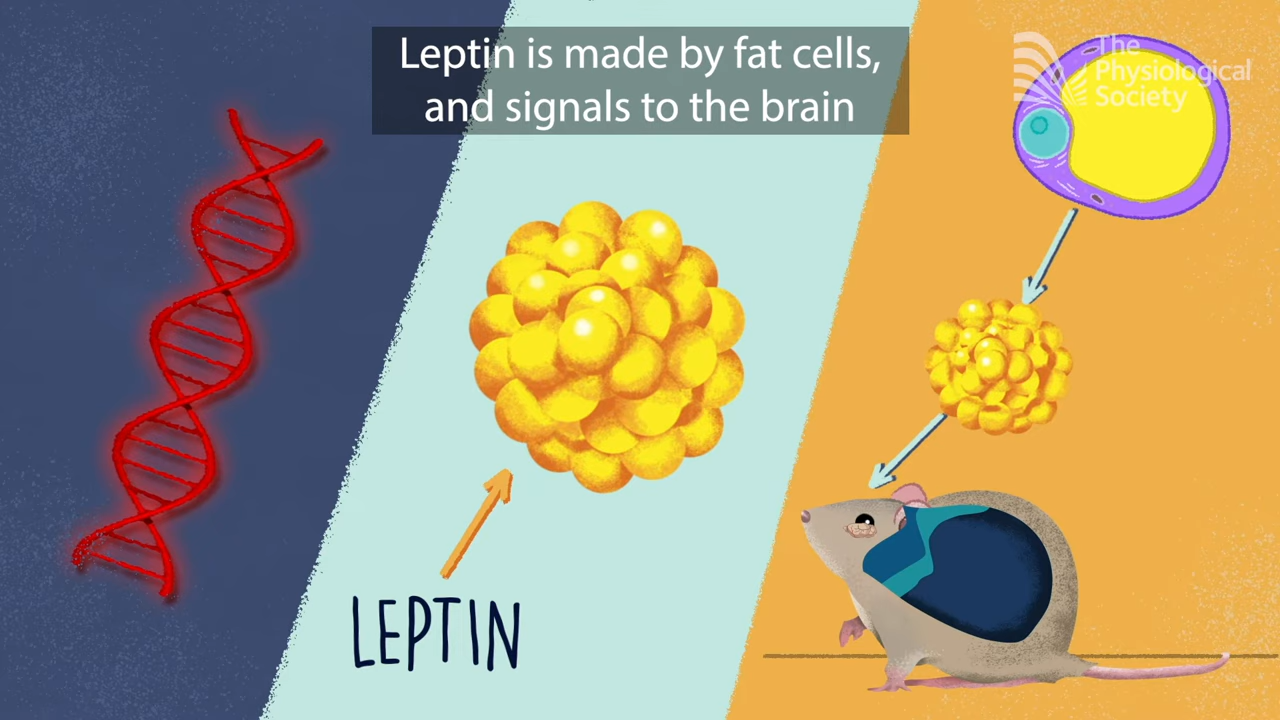 Leptin is made by fat cells,
and signals to the brain
The
Physiological
Society
LEPTIN